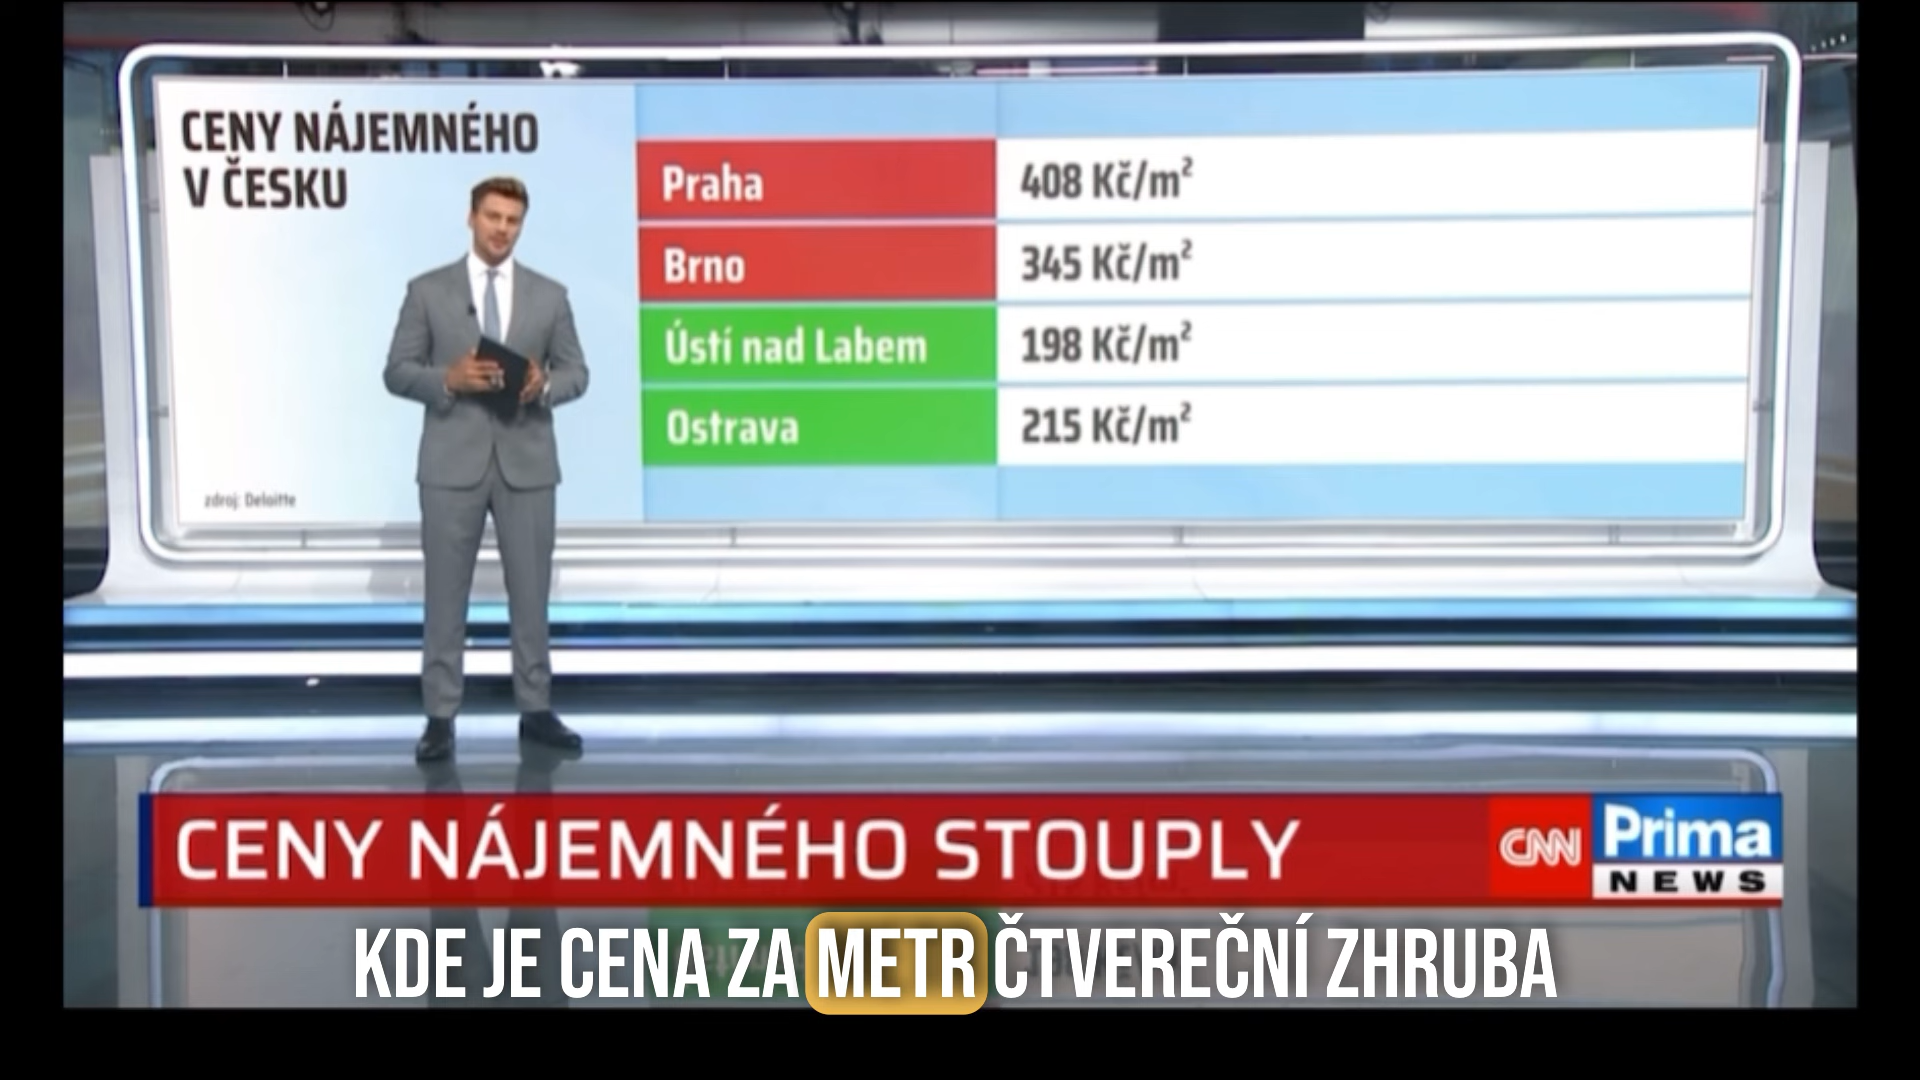 CENY NÁJEMNÉHO
V ČESKU
Praha 408 Kč/m²
Brno 345 Kč/m²
Ústí nad Labem 198 Kč/m²
Ostrava 215 Kč/m²
zdroj: Deloitte
CENY NÁJEMNÉHO STOUPLY
CNN Prima
NEWS
KDE JE CENA ZA METR ČTVEREČNÍ ZHRUBA